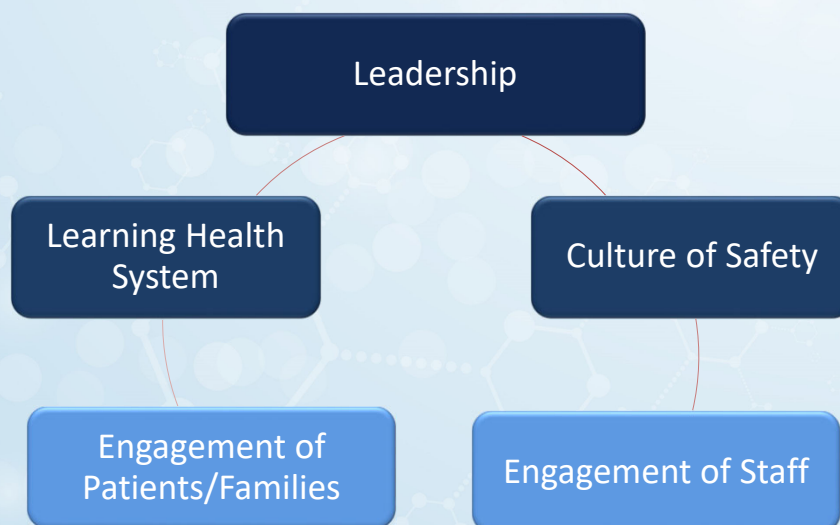 Leadership
Learning Health
System
Culture of Safety
Engagement of
Patients/Families
Engagement of Staff